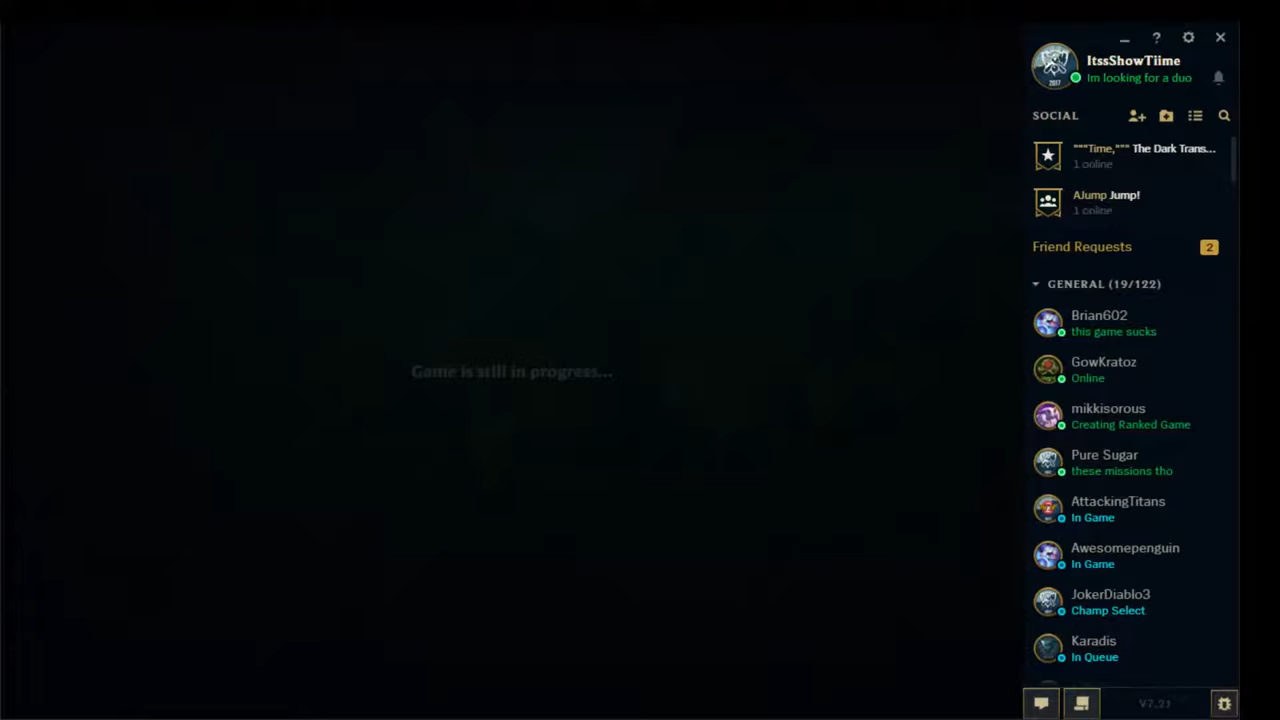 ItssShowTiime
Im looking for a duo
SOCIAL
"""Time,""" The Dark Trans...
1 online
AJump Jump!
1 online
Friend Requests 2
GENERAL (19/122)
Brian602
this game sucks
GowKratoz
Online
Game is still in progress...
mikkisorous
Creating Ranked Game
Pure Sugar
these missions tho
AttackingTitans
In Game
Awesomepenguin
In Game
JokerDiablo3
Champ Select
Karadis
In Queue
V7.21